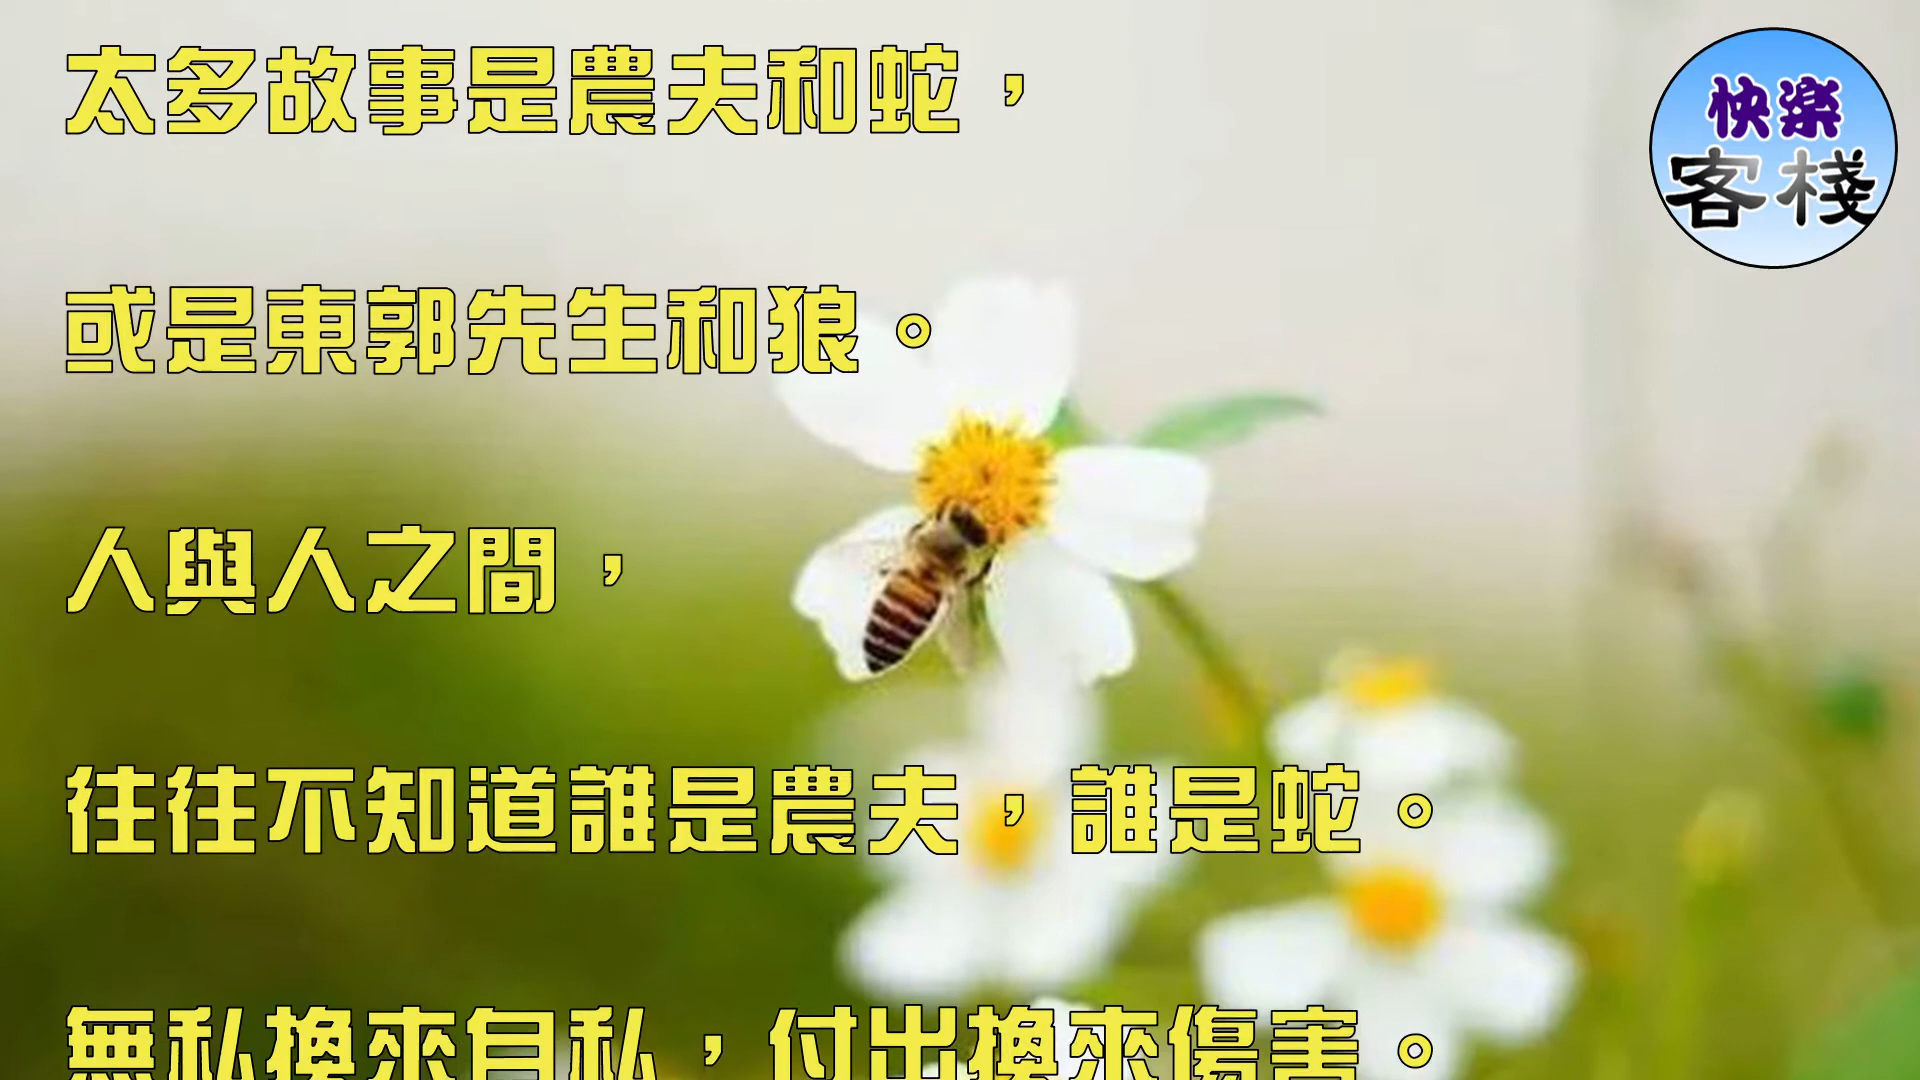 太多故事是農夫和蛇，
或是東郭先生和狼。
人與人之間，
往往不知道誰是農夫，誰是蛇。
無私換來自私，付出換來傷害。
快楽
客棧